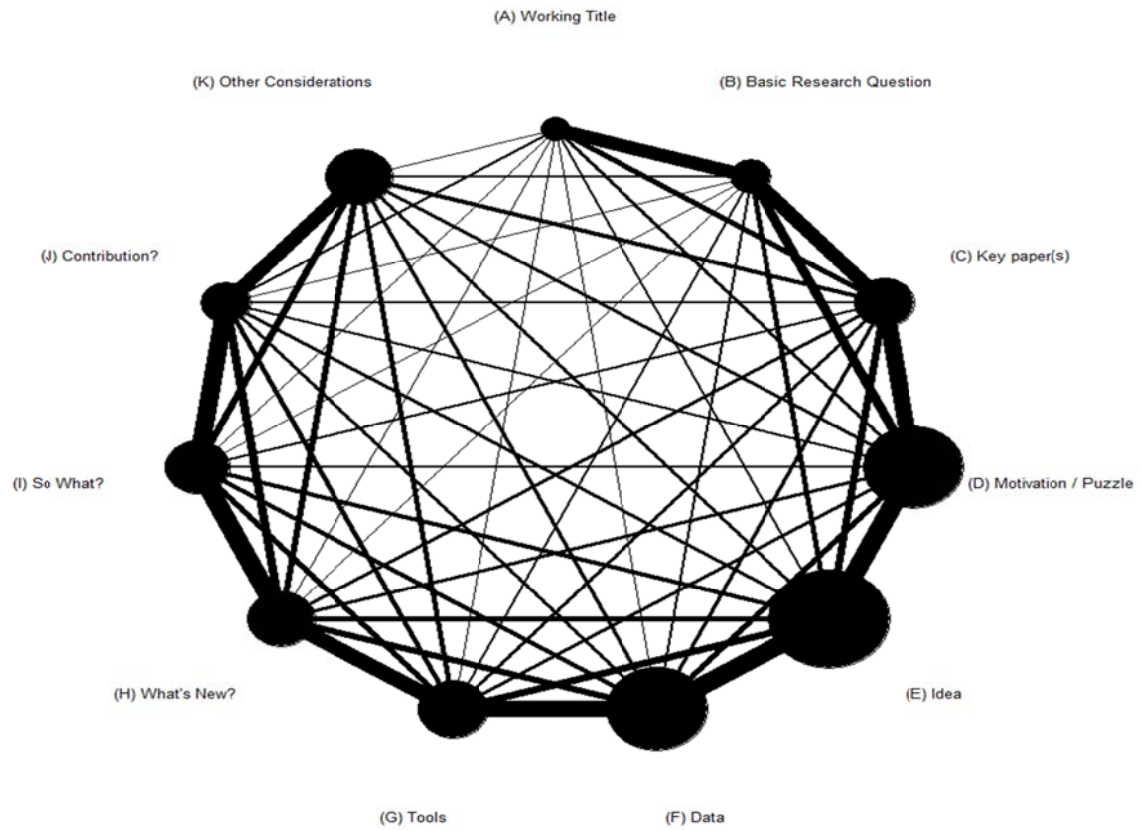 (A) Working Title
(K) Other Considerations
(B) Basic Research Question
(J) Contribution?
(C) Key paper(s)
(I) So What?
(D) Motivation / Puzzle
(H) What's New?
(E) Idea
(G) Tools
(F) Data